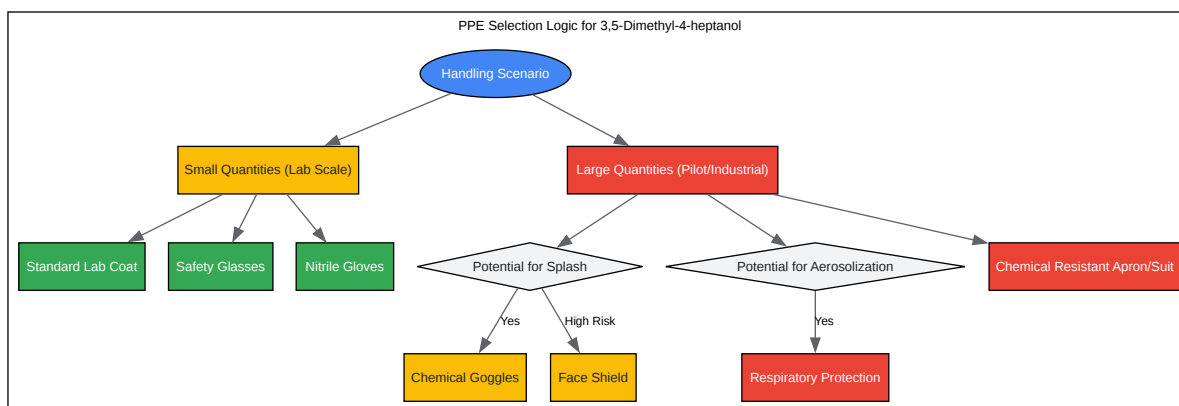 PPE Selection Logic for 3,5-Dimethyl-4-heptanol
Handling Scenario
Small Quantities (Lab Scale)
Large Quantities (Pilot/Industrial)
Standard Lab Coat
Safety Glasses
Nitrile Gloves
Potential for Splash
Potential for Aerosolization
Chemical Resistant Apron/Suit
Yes
High Risk
Yes
Chemical Goggles
Face Shield
Respiratory Protection